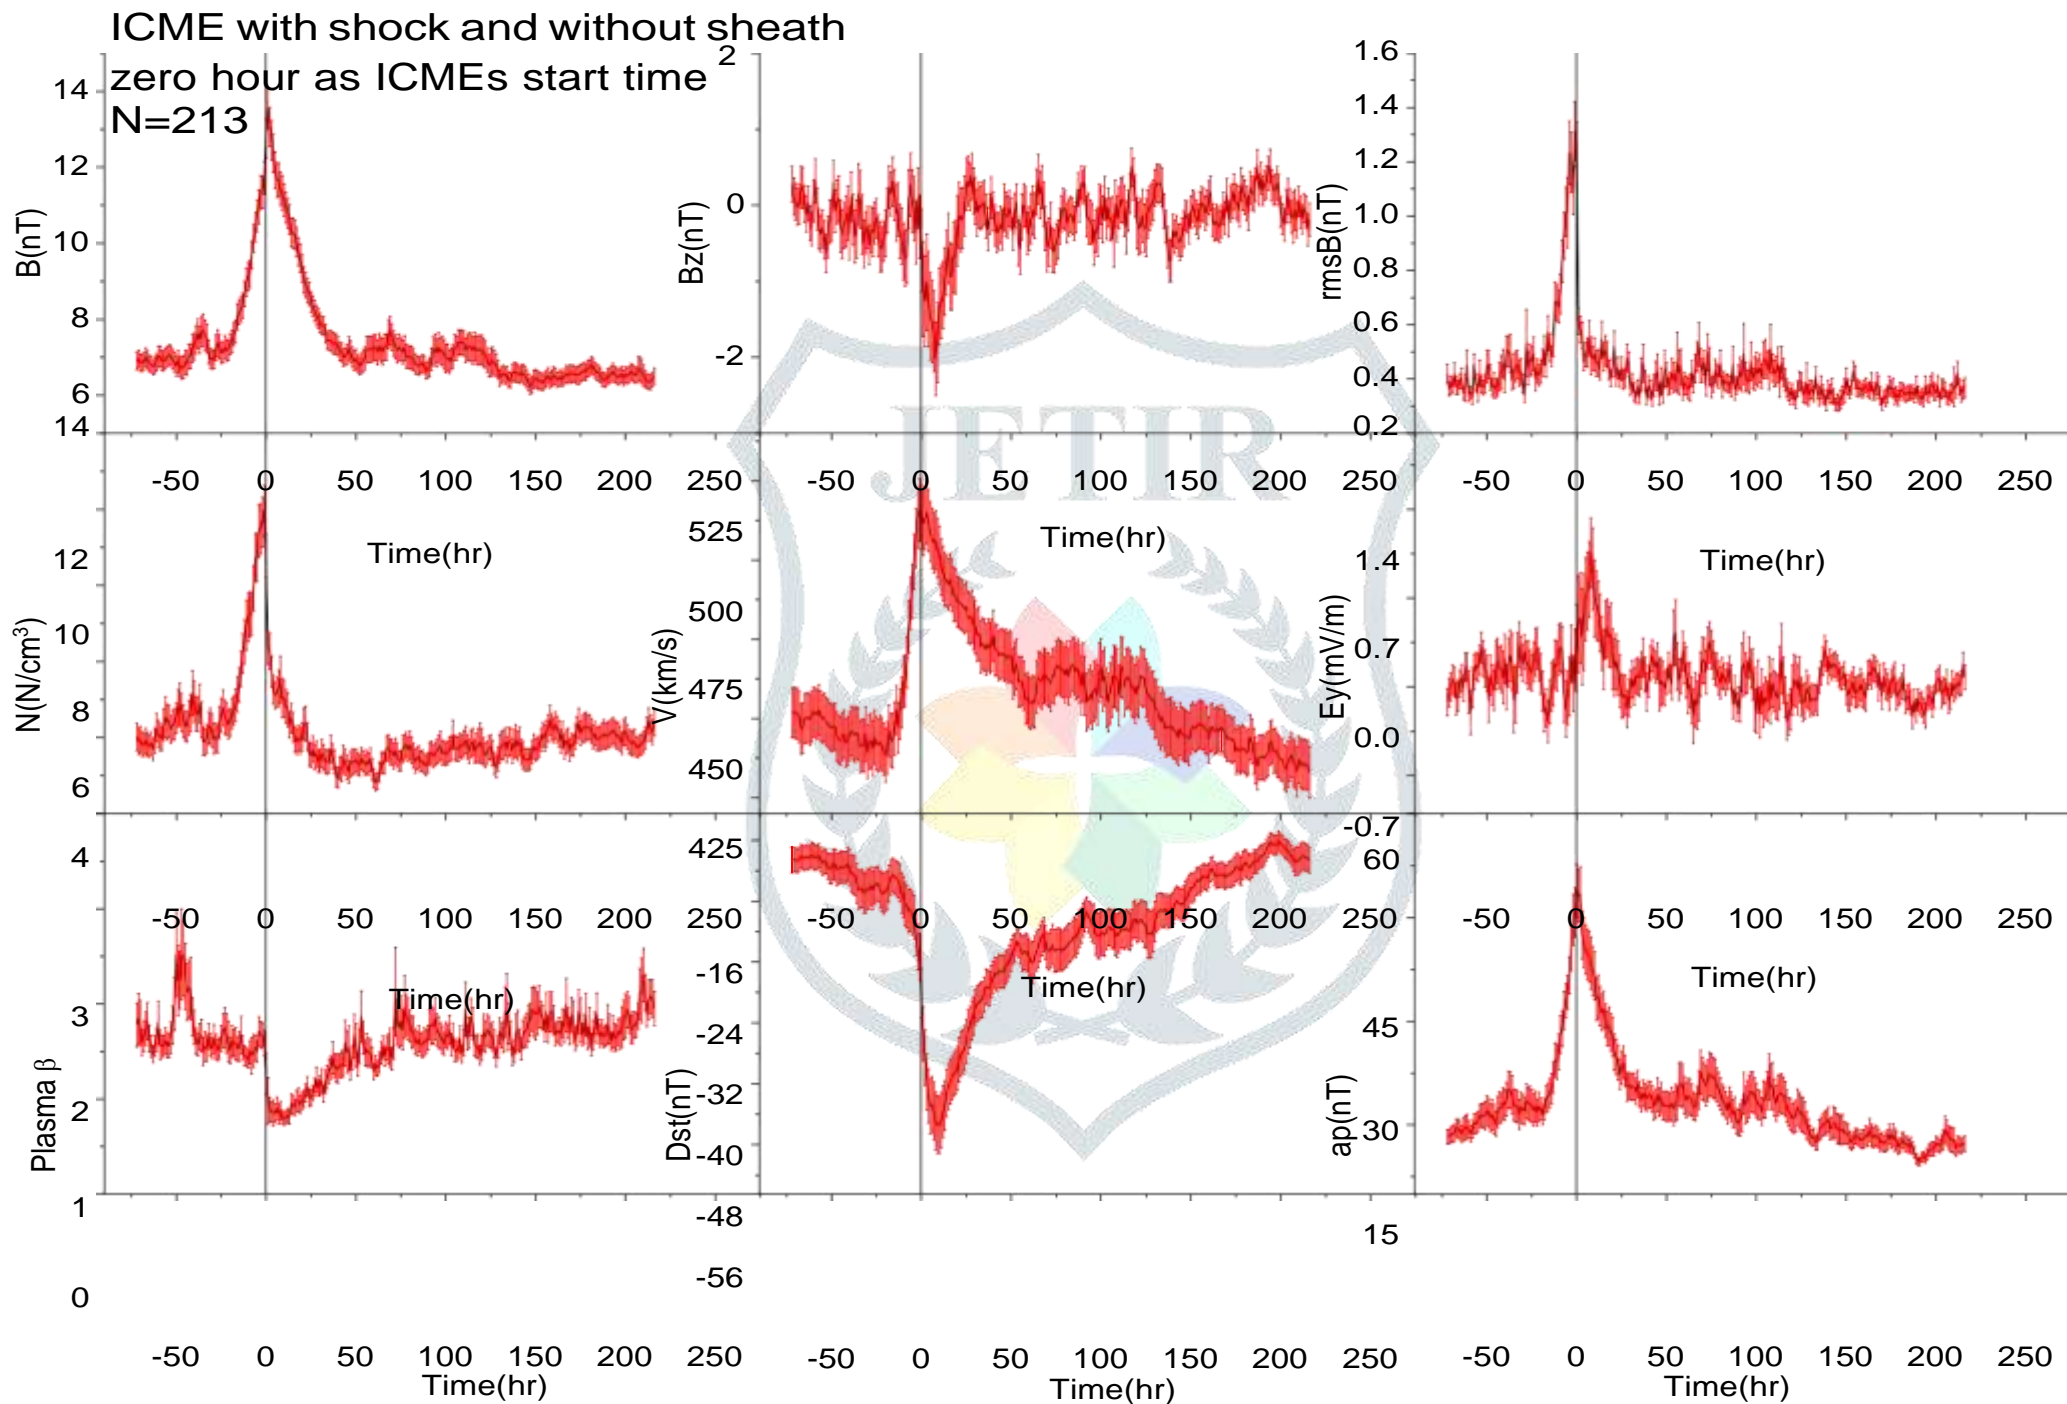 ICME with shock and without sheath
zero hour as ICMEs start time
N=213
14
12
10
8
6
B(nT)
2
0
-2
Bz(nT)
1.6
1.4
1.2
1.0
0.8
0.6
0.4
0.2
rmsB(nT)
JETIR
-50 0 50 100 150 200 250
Time(hr)
-50 0 50 100 150 200 250
Time(hr)
-50 0 50 100 150 200 250
Time(hr)
14
12
10
8
6
N(N/cm³)
525
500
475
450
425
V(km/s)
1.4
0.7
0.0
-0.7
Ey(mV/m)
-50 0 50 100 150 200 250
Time(hr)
-50 0 50 100 150 200 250
Time(hr)
-50 0 50 100 150 200 250
Time(hr)
4
3
2
1
0
Plasma β
-16
-24
-32
-40
-48
-56
Dst(nT)
60
45
30
15
ap(nT)
-50 0 50 100 150 200 250
Time(hr)
-50 0 50 100 150 200 250
Time(hr)
-50 0 50 100 150 200 250
Time(hr)